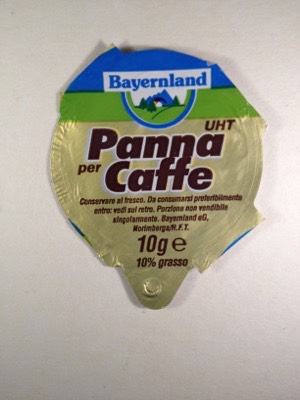 Bayernland
UHT
Panna
per Caffe
Conservare al fresco. Da consumarsi preferibilmente
entro: vedi sul retro. Porzione non vendibile
singolarmente. Bayernland eG,
Norimberga/R.F.T.
10g e
10% grasso